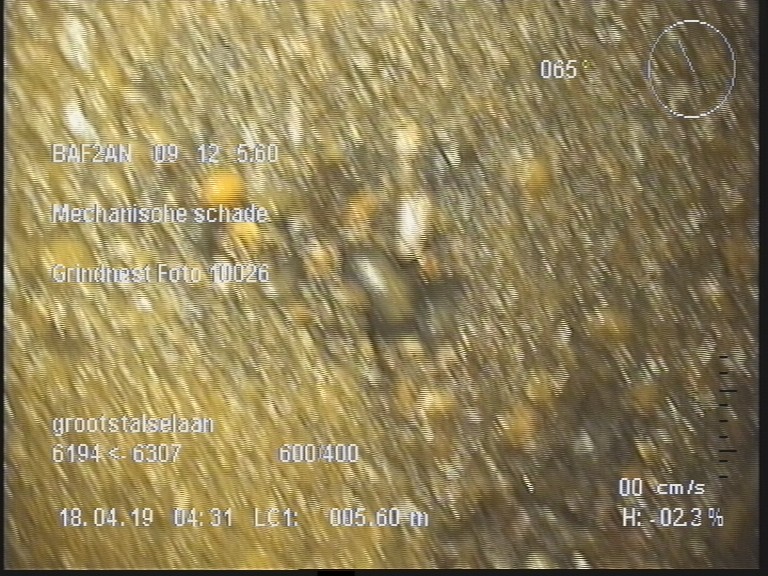 065°
BAF2AN 09 12 5.60
Mechanische schade
Grindnest Foto 10026
grootstalselaan
6194 <- 6307 600/400
00 cm/s
18.04.19 04:31 LC1: 005.60 m H: -02.3 %